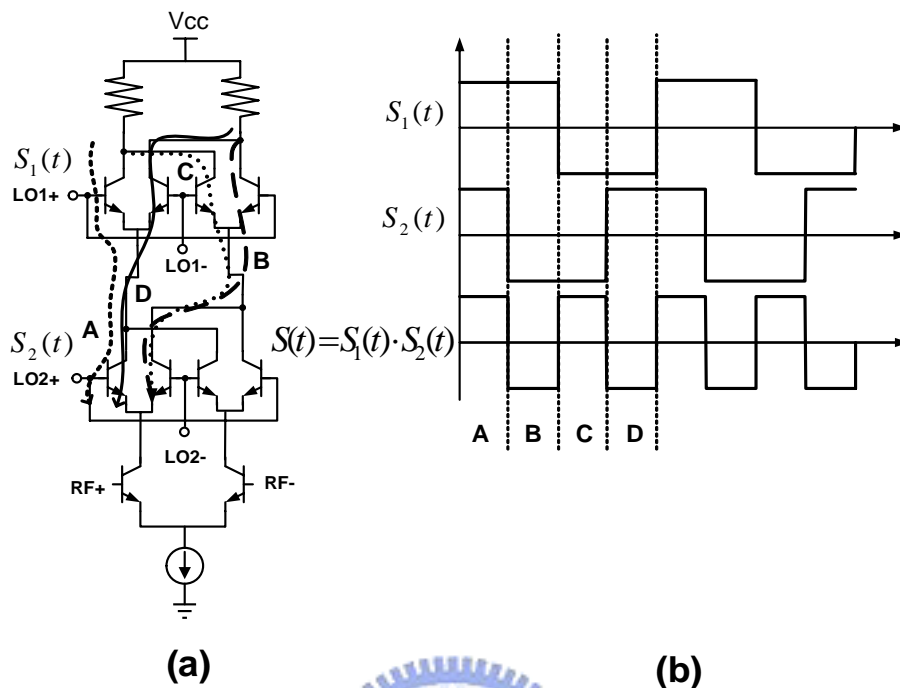 Vcc
S₁(t)
LO1+
C
LO1-
B
D
A
S₂(t)
LO2+
LO2-
RF+
RF-
(a)
S₁(t)
S₂(t)
S(t)=S₁(t)·S₂(t)
A B C D
(b)